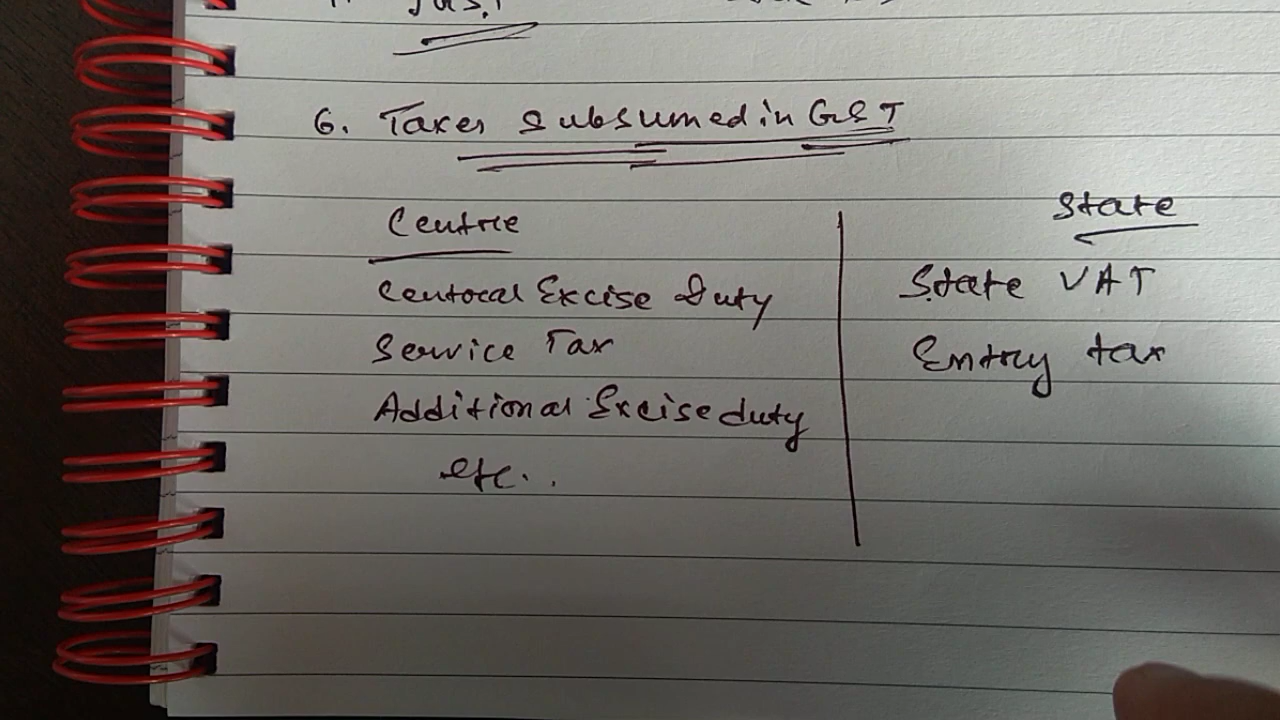 6. Taxes Subsumed in GST
Centre
State
Central Excise Duty
State VAT
Service Tax
Entry tax
Additional Excise duty
etc..